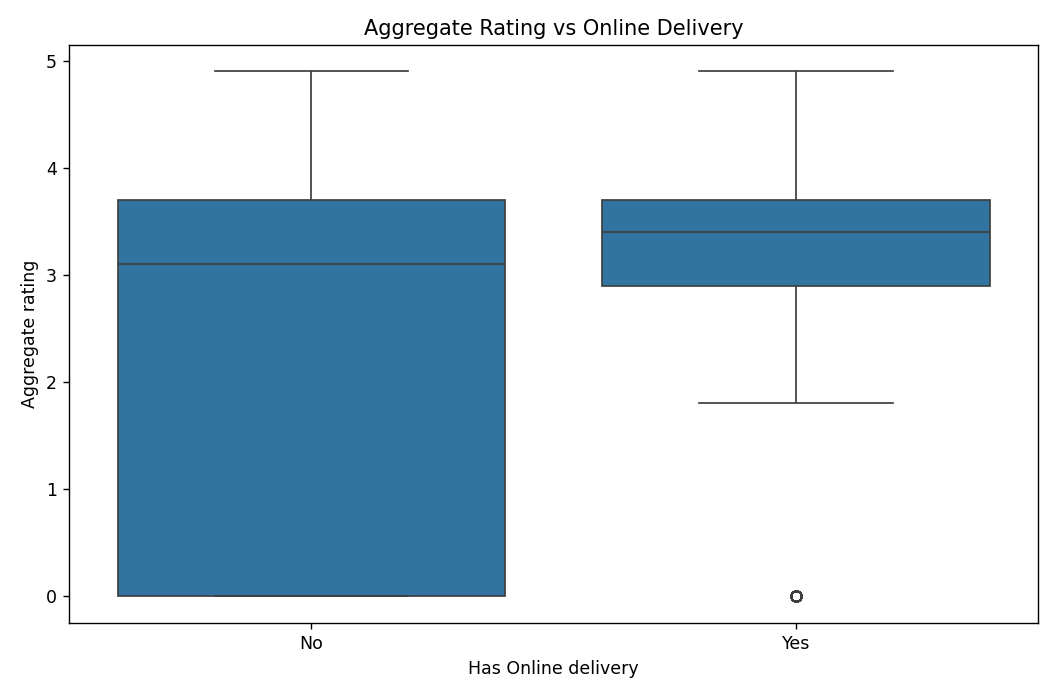 Aggregate Rating vs Online Delivery
Aggregate rating
5
4
3
2
1
0
No
Yes
Has Online delivery